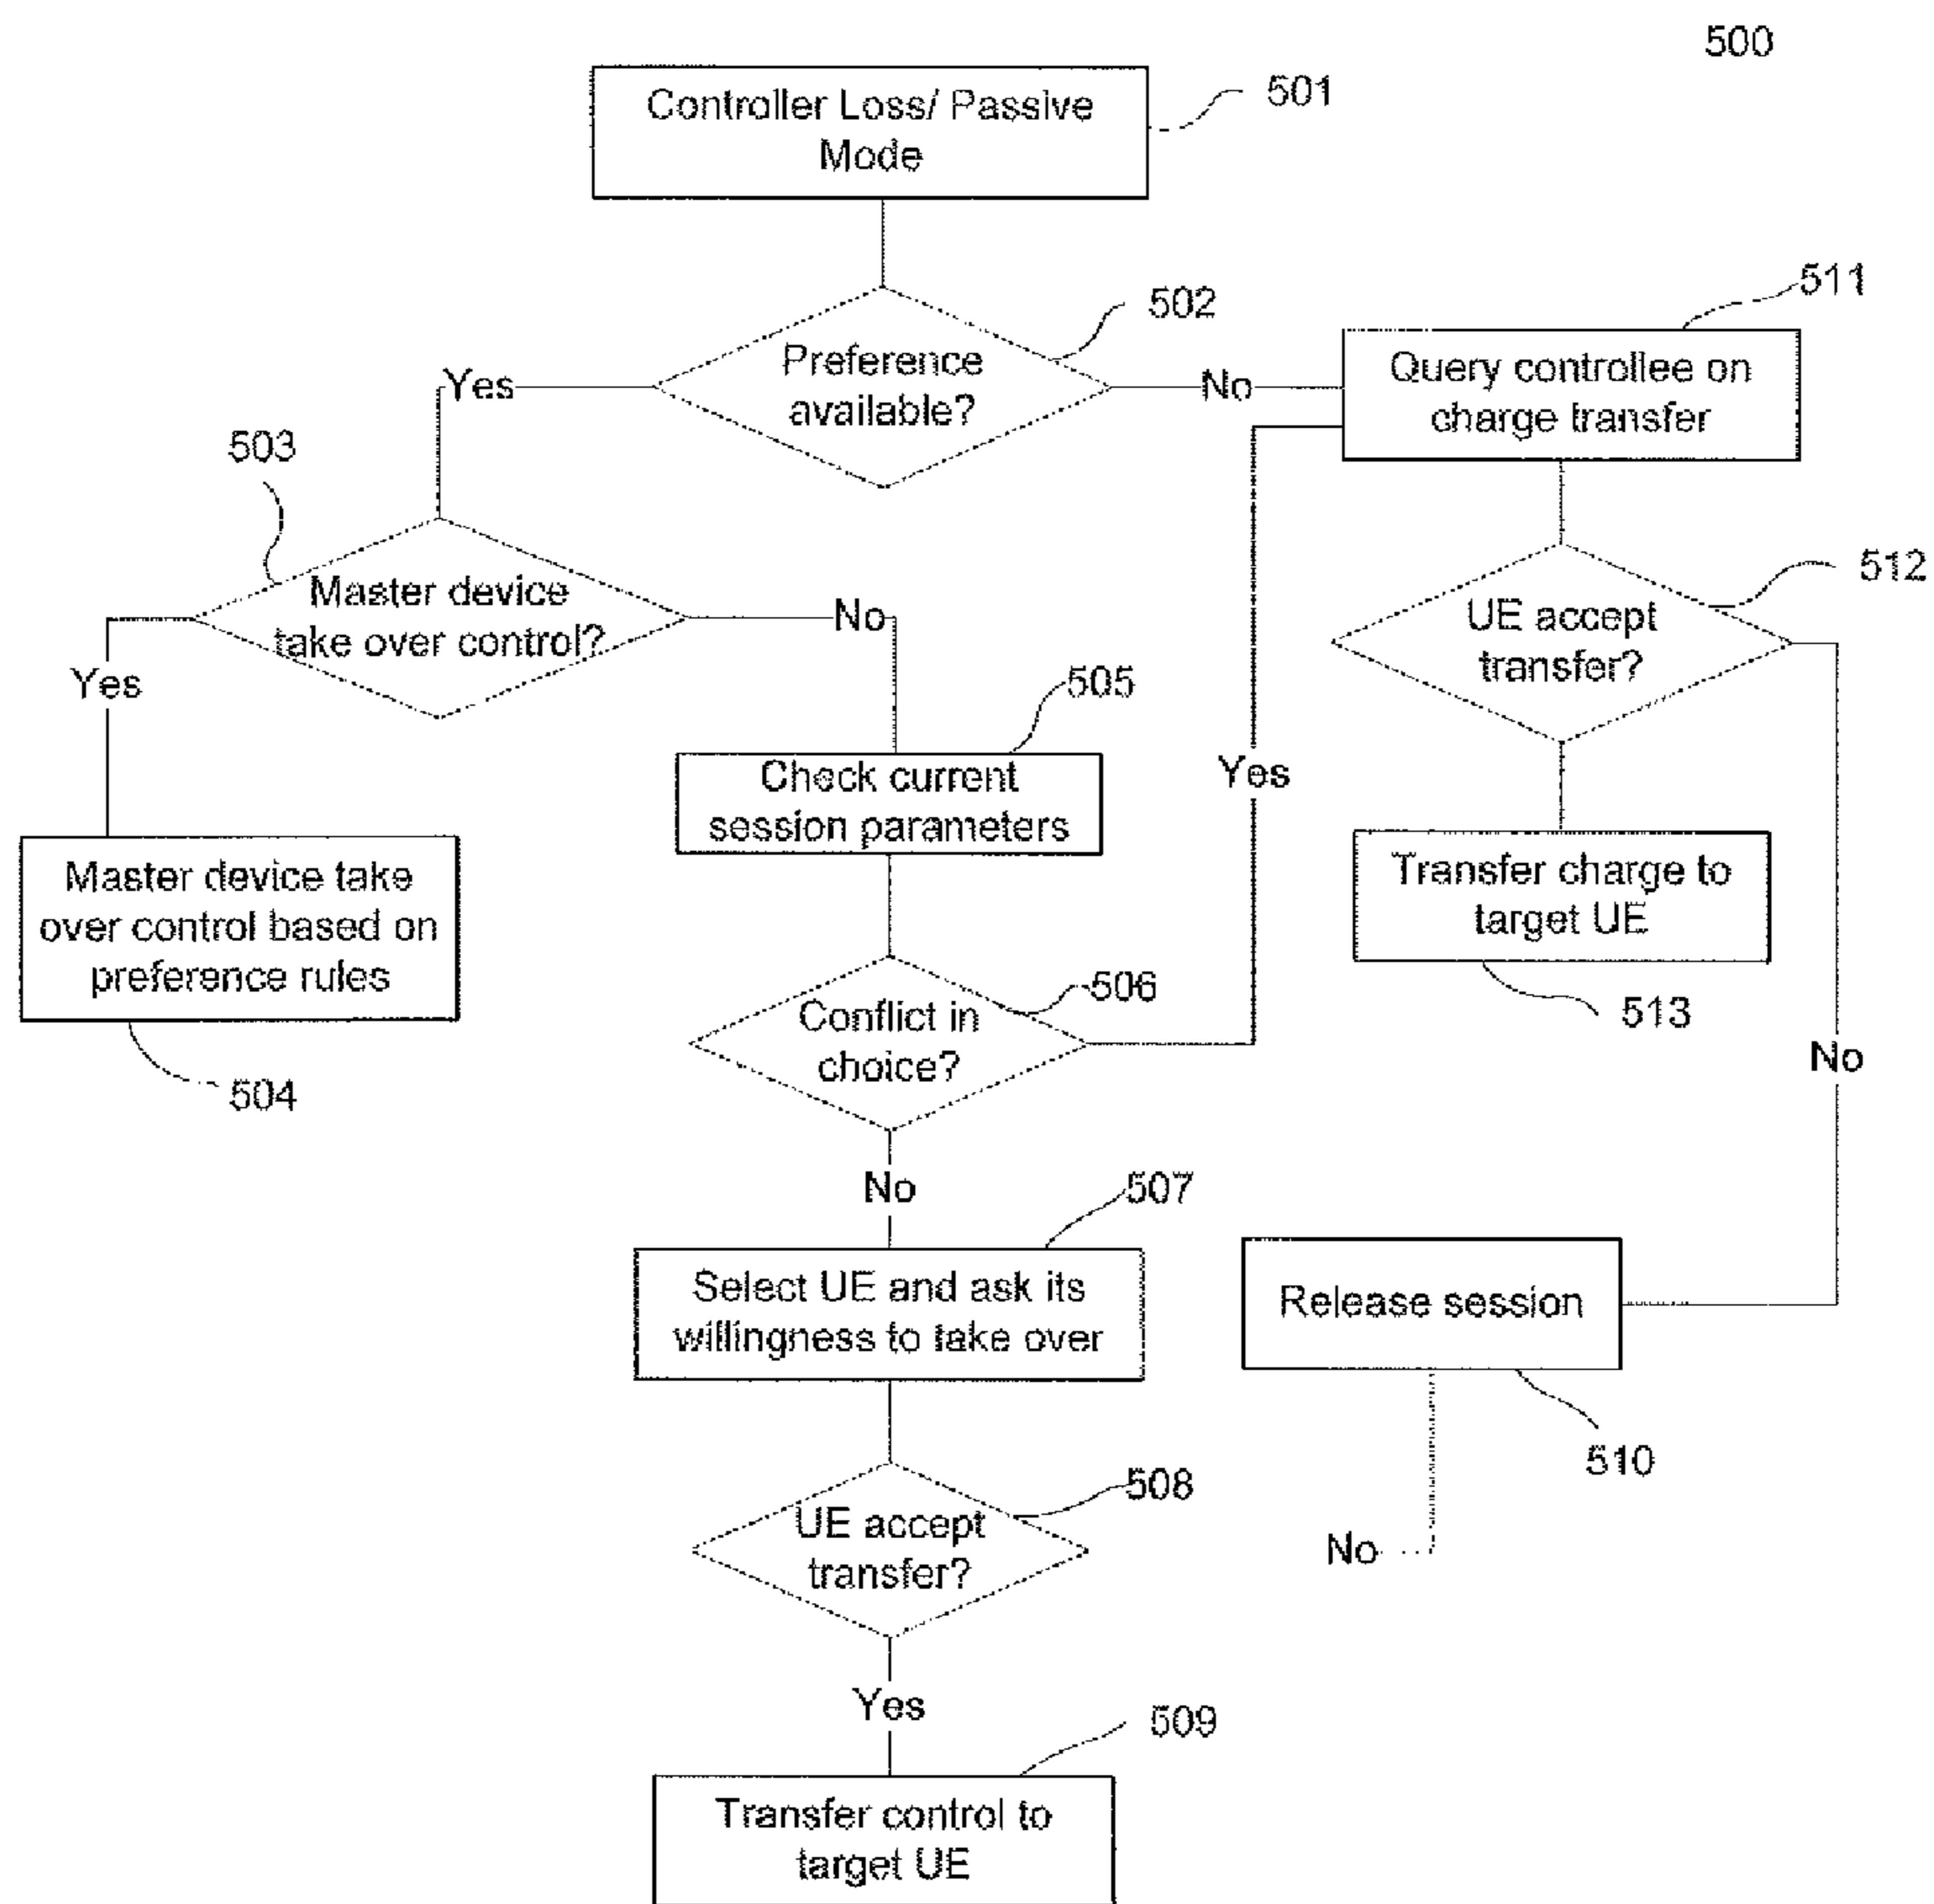 500
Controller Loss/ Passive
Mode
501
502
Preference
available?
Yes
No
511
Query controllee on
charge transfer
503
Master device
take over control?
Yes
No
512
UE accept
transfer?
505
Check current
session parameters
Yes
504
Master device take
over control based on
preference rules
Transfer charge to
target UE
513
506
Conflict in
choice?
No
No
507
Select UE and ask its
willingness to take over
Release session
510
508
UE accept
transfer?
No
Yes
509
Transfer control to
target UE